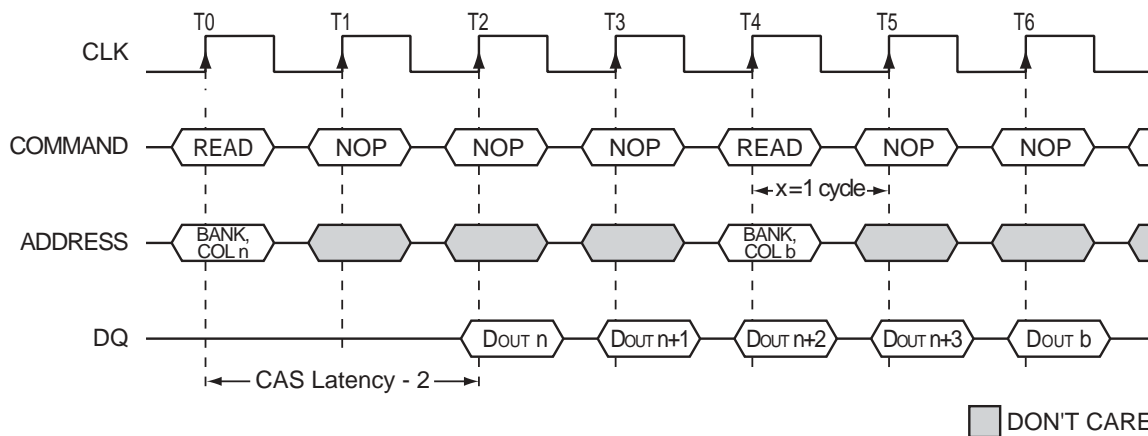 T0 T1 T2 T3 T4 T5 T6
CLK
COMMAND READ NOP NOP NOP READ NOP NOP
x=1 cycle
ADDRESS BANK, COL n BANK, COL b
DQ DOUT n DOUT n+1 DOUT n+2 DOUT n+3 DOUT b
CAS Latency - 2
DON'T CARE